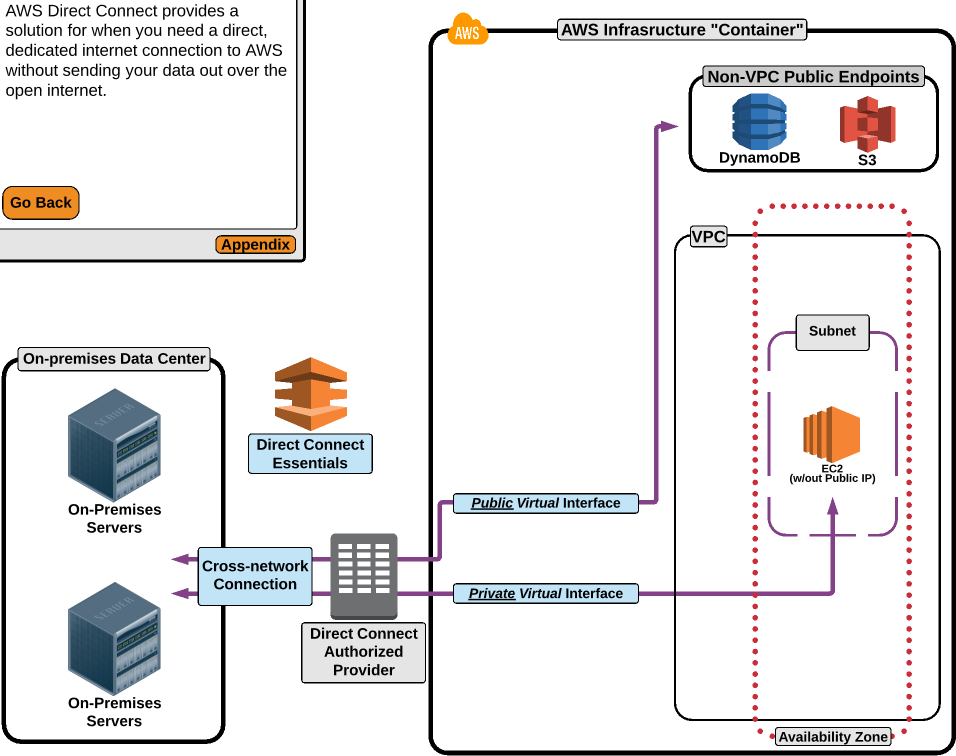 AWS Direct Connect provides a
solution for when you need a direct,
dedicated internet connection to AWS
without sending your data out over the
open internet.
Go Back
Appendix
AWS
AWS Infrasructure "Container"
Non-VPC Public Endpoints
DynamoDB
S3
VPC
Subnet
EC2
(w/out Public IP)
Availability Zone
On-premises Data Center
SERVER
On-Premises
Servers
SERVER
On-Premises
Servers
Direct Connect
Essentials
Cross-network
Connection
Direct Connect
Authorized
Provider
Public Virtual Interface
Private Virtual Interface